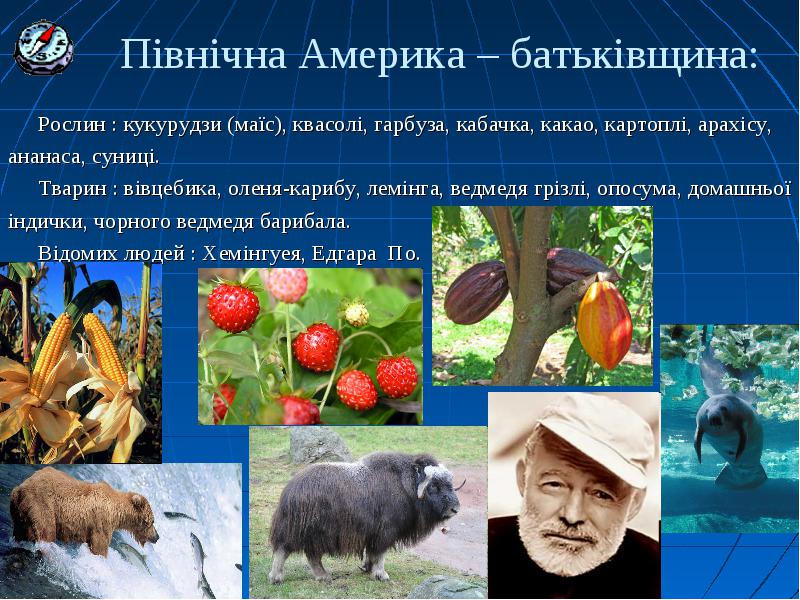 Північна Америка – батьківщина:
Рослин : кукурудзи (маїс), квасолі, гарбуза, кабачка, какао, картоплі, арахісу,
ананаса, суниці.
Тварин : вівцебика, оленя-карибу, лемінга, ведмедя грізлі, опосума, домашньої
індички, чорного ведмедя барибала.
Відомих людей : Хемінгуея, Едгара По.